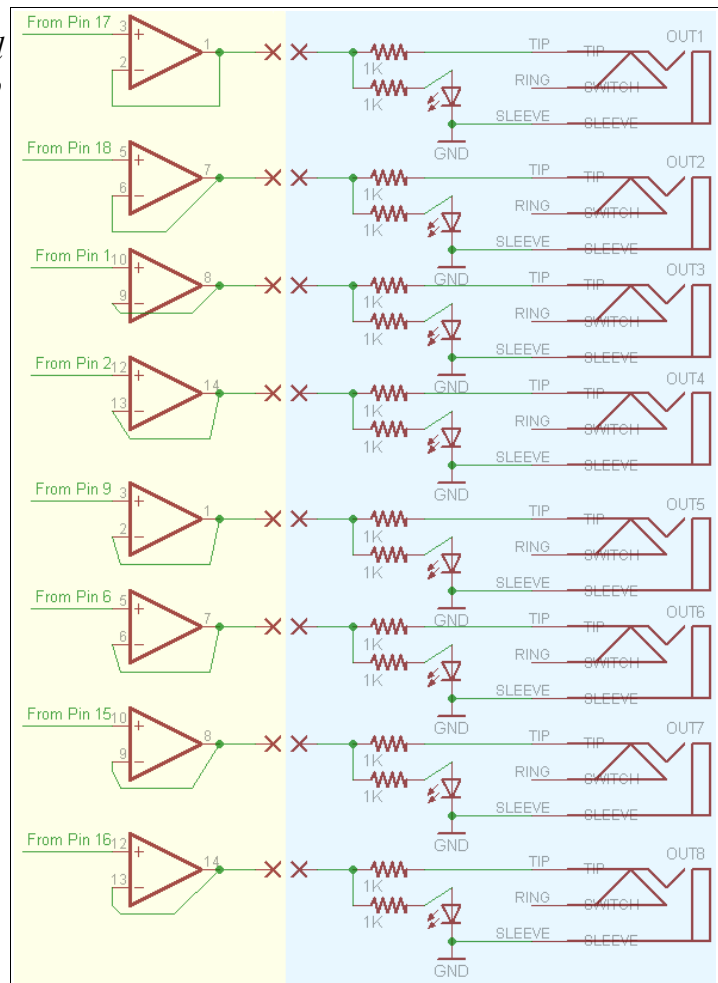 From Pin 17
3
+
1
2
−
1K
1K
GND
TIP
TIP
OUT1
RING
SWITCH
SLEEVE
SLEEVE
From Pin 18
5
+
7
6
−
1K
1K
GND
TIP
TIP
OUT2
RING
SWITCH
SLEEVE
SLEEVE
From Pin 1
10
+
8
9
−
1K
1K
GND
TIP
TIP
OUT3
RING
SWITCH
SLEEVE
SLEEVE
From Pin 2
12
+
14
13
−
1K
1K
GND
TIP
TIP
OUT4
RING
SWITCH
SLEEVE
SLEEVE
From Pin 9
3
+
1
2
−
1K
1K
GND
TIP
TIP
OUT5
RING
SWITCH
SLEEVE
SLEEVE
From Pin 6
5
+
7
6
−
1K
1K
GND
TIP
TIP
OUT6
RING
SWITCH
SLEEVE
SLEEVE
From Pin 15
10
+
8
9
−
1K
1K
GND
TIP
TIP
OUT7
RING
SWITCH
SLEEVE
SLEEVE
From Pin 16
12
+
14
13
−
1K
1K
GND
TIP
TIP
OUT8
RING
SWITCH
SLEEVE
SLEEVE